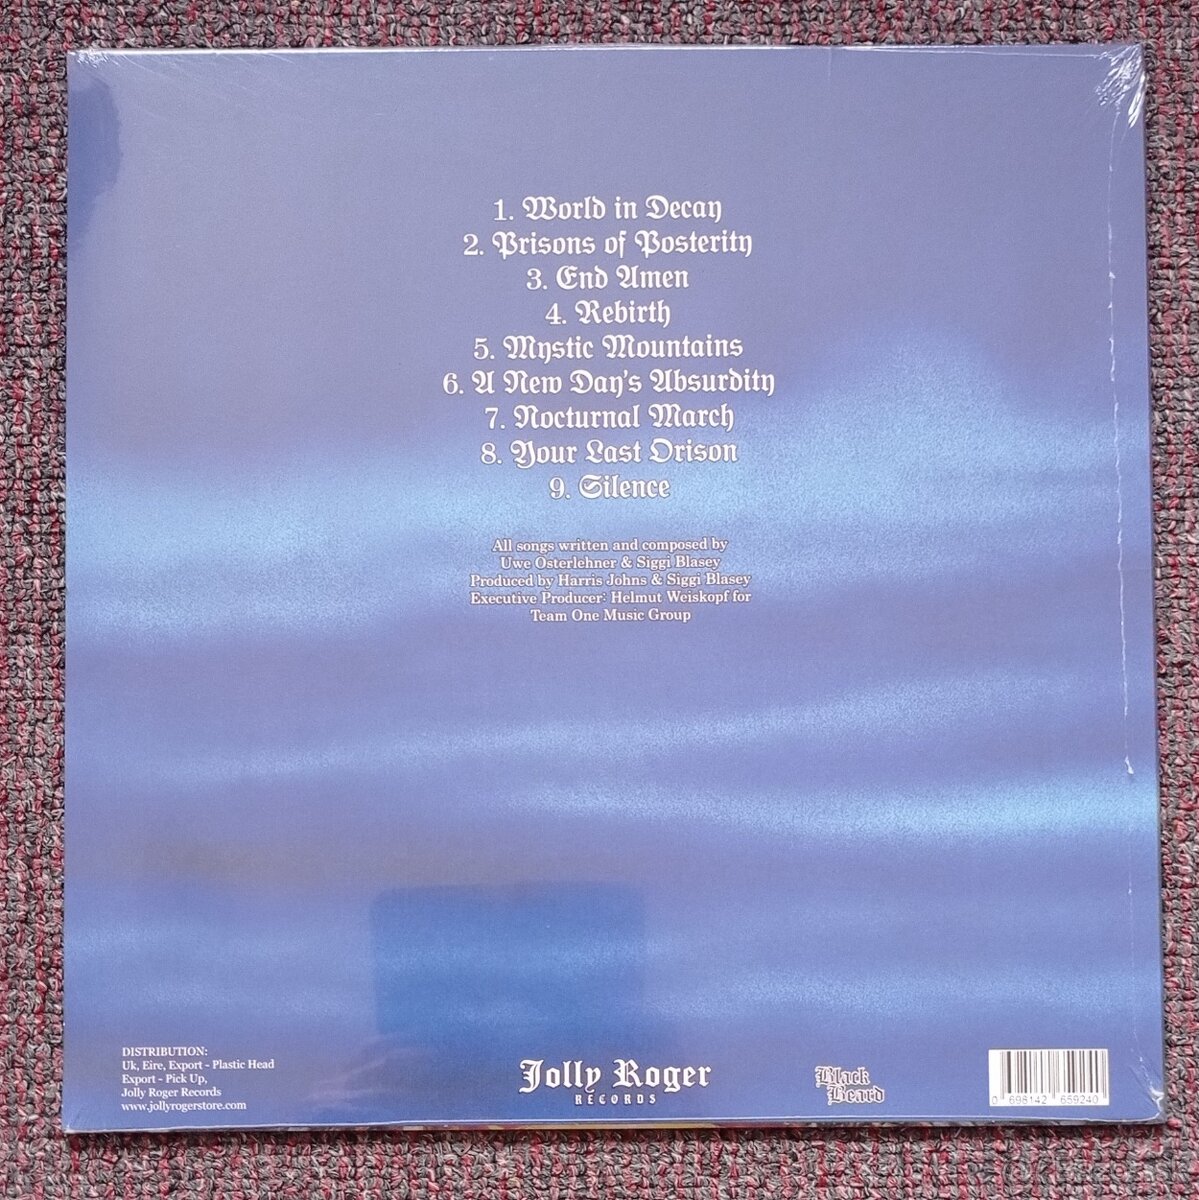 1. World in Decay
2. Prisons of Posterity
3. End Amen
4. Rebirth
5. Mystic Mountains
6. A New Day's Absurdity
7. Nocturnal March
8. Your Last Orison
9. Silence
All songs written and composed by
Uwe Osterlehner & Siggi Blasey
Produced by Harris Johns & Siggi Blasey
Executive Producer: Helmut Weiskopf for
Team One Music Group
DISTRIBUTION:
Uk, Eire, Export - Plastic Head
Export - Pick Up,
Jolly Roger Records
www.jollyrogerstore.com
Jolly Roger
RECORDS
Black
Beard
0 698142 659240